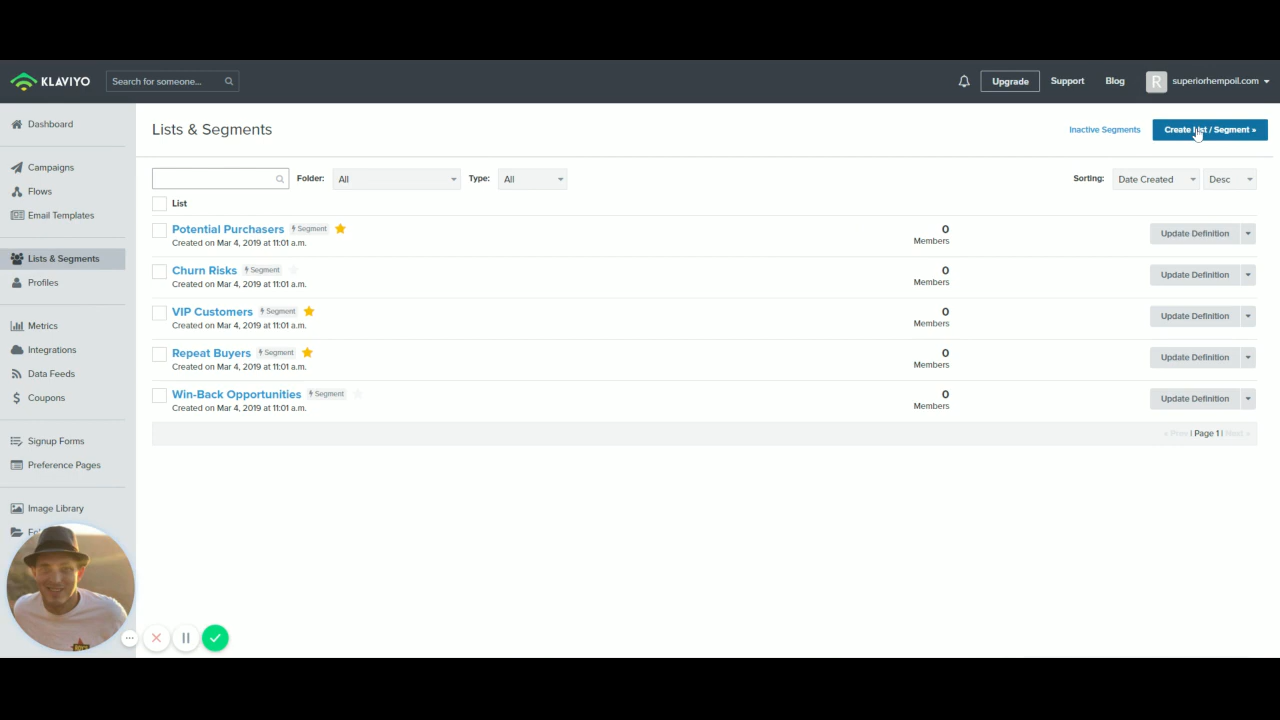 KLAVIYO
Search for someone...
Upgrade
Support
Blog
R
superiorhempoil.com
Dashboard
Campaigns
Flows
Email Templates
Lists & Segments
Profiles
Metrics
Integrations
Data Feeds
Coupons
Signup Forms
Preference Pages
Image Library
Lists & Segments
Inactive Segments
Create List / Segment »
Folder:
All
Type:
All
Sorting:
Date Created
Desc
List
Potential Purchasers
Segment
Created on Mar 4, 2019 at 11:01 a.m.
0
Members
Update Definition
Churn Risks
Segment
Created on Mar 4, 2019 at 11:01 a.m.
0
Members
Update Definition
VIP Customers
Segment
Created on Mar 4, 2019 at 11:01 a.m.
0
Members
Update Definition
Repeat Buyers
Segment
Created on Mar 4, 2019 at 11:01 a.m.
0
Members
Update Definition
Win-Back Opportunities
Segment
Created on Mar 4, 2019 at 11:01 a.m.
0
Members
Update Definition
« Prev | Page 1 | Next »